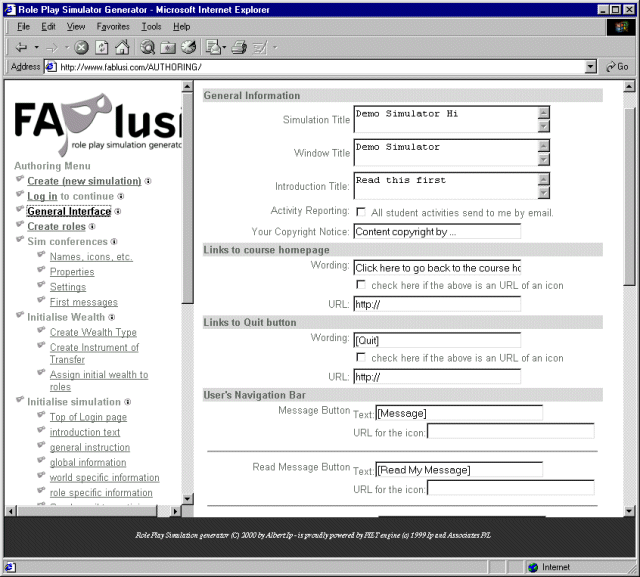 Role Play Simulator Generator - Microsoft Internet Explorer
File Edit View Favorites Tools Help
Address http://www.fablusi.com/AUTHORING/ Go
FAblusi
role play simulation generator
Authoring Menu
Create (new simulation)
Log in to continue
General Interface
Create roles
Sim conferences
Names, icons, etc.
Properties
Settings
First messages
Initialise Wealth
Create Wealth Type
Create Instrument of
Transfer
Assign initial wealth to
roles
Initialise simulation
Top of Login page
introduction text
general instruction
global information
world specific information
role specific information
General Information
Simulation Title Demo Simulator Hi
Window Title Demo Simulator
Introduction Title: Read this first
Activity Reporting: All student activities send to me by email.
Your Copyright Notice: Content copyright by ...
Links to course homepage
Wording: Click here to go back to the course ho
check here if the above is an URL of an icon
URL: http://
Links to Quit button
Wording: [Quit]
check here if the above is an URL of an icon
URL: http://
User's Navigation Bar
Message Button Text: [Message]
URL for the icon:
Read Message Button Text: [Read My Message]
URL for the icon:
Role Play Simulation generator (C) 2000 by Albert Ip - is proudly powered by FILT engine (c) 1999 Ip and Associates P/L
Internet